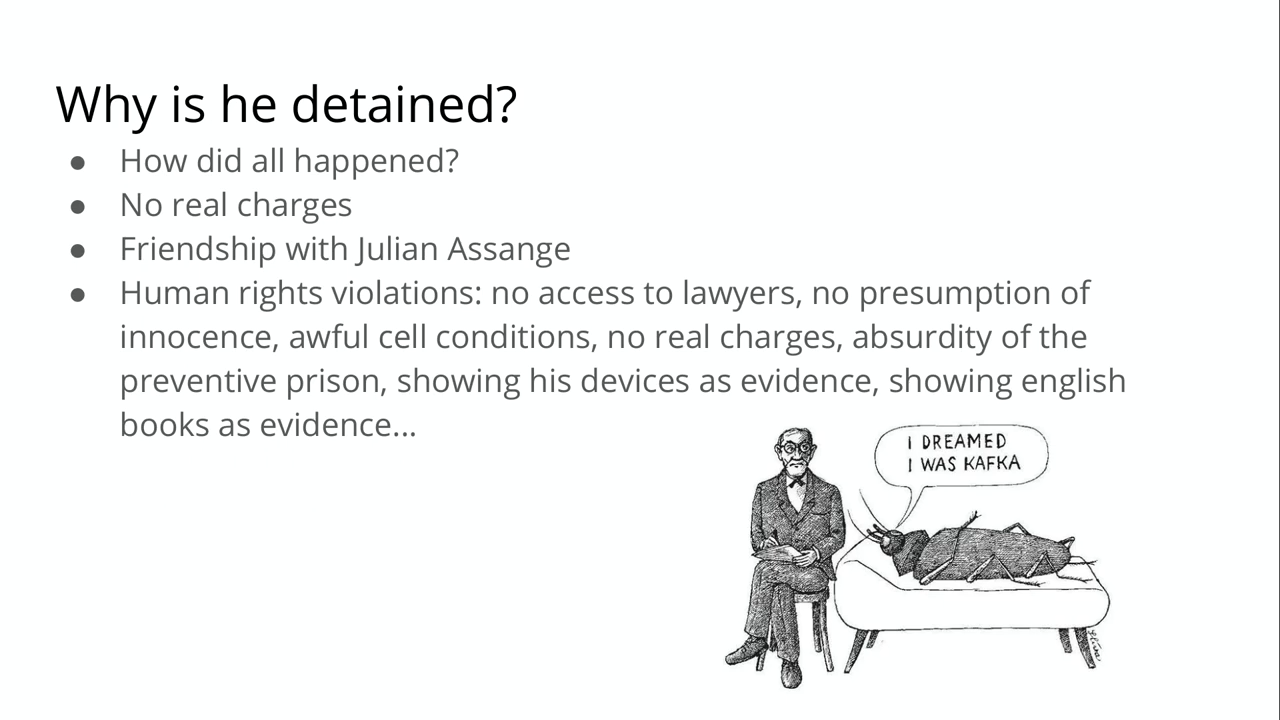 Why is he detained?
● How did all happened?
● No real charges
● Friendship with Julian Assange
● Human rights violations: no access to lawyers, no presumption of
innocence, awful cell conditions, no real charges, absurdity of the
preventive prison, showing his devices as evidence, showing english
books as evidence...
I DREAMED
I WAS KAFKA